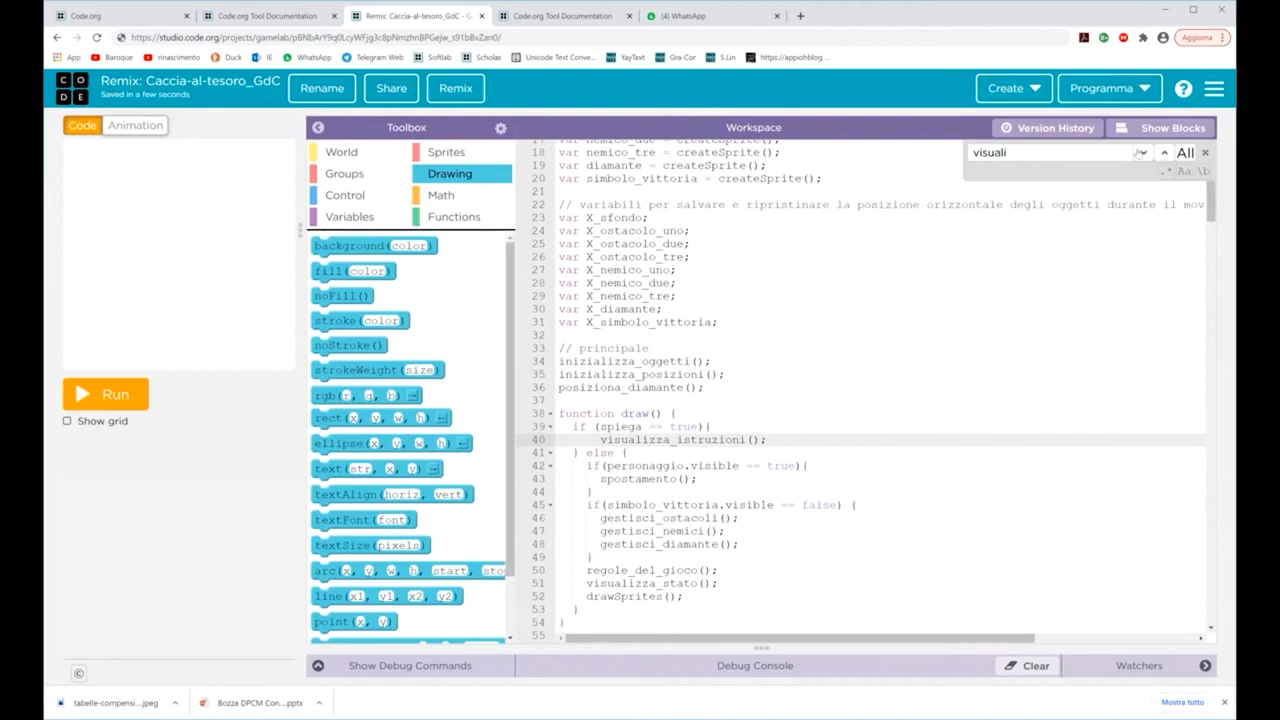 Code.org
Code.org Tool Documentation
Remix: Caccia-al-tesoro_GdC - G
Code.org Tool Documentation
(4) WhatsApp
Aggiorna
App
Baroque
rinascimento
Duck
IE
WhatsApp
Telegram Web
Softlab
Scholas
Unicode Text Conve...
YayText
Gra-Cor
S.Lin
https://appiohblog...
CODE
Remix: Caccia-al-tesoro_GdC
Saved in a few seconds
Rename
Share
Remix
Create
Programma
?
Code
Animation
Toolbox
Workspace
Version History
Show Blocks
World
Sprites
Groups
Drawing
Control
Math
Variables
Functions
background(color)
fill(color)
noFill()
stroke(color)
noStroke()
strokeWeight(size)
rgb(r, g, b)
rect(x, y, w, h)
ellipse(x, y, w, h)
text(str, x, y)
textAlign(horiz, vert)
textFont(font)
textSize(pixels)
arc(x, y, w, h, start, sto
line(x1, y1, x2, y2)
point(x, y)
visuali
All
.* Aa \b
17 var nemico_due = createSprite();
18 var nemico_tre = createSprite();
19 var diamante = createSprite();
20 var simbolo_vittoria = createSprite();
21
22 // variabili per salvare e ripristinare la posizione orizzontale degli oggetti durante il mov
23 var X_sfondo;
24 var X_ostacolo_uno;
25 var X_ostacolo_due;
26 var X_ostacolo_tre;
27 var X_nemico_uno;
28 var X_nemico_due;
29 var X_nemico_tre;
30 var X_diamante;
31 var X_simbolo_vittoria;
32
33 // principale
34 inizializza_oggetti();
35 inizializza_posizioni();
36 posiziona_diamante();
37
38 function draw() {
39 if (spiega == true){
40 visualizza_istruzioni();
41 } else {
42 if(personaggio.visible == true){
43 spostamento();
44 }
45 if(simbolo_vittoria.visible == false) {
46 gestisci_ostacoli();
47 gestisci_nemici();
48 gestisci_diamante();
49 }
50 regole_del_gioco();
51 visualizza_stato();
52 drawSprites();
53 }
54 }
55
Run
Show grid
©
Show Debug Commands
Debug Console
Clear
Watchers
tabelle-compensi....jpeg
Bozza DPCM Con....pptx
Mostra tutto